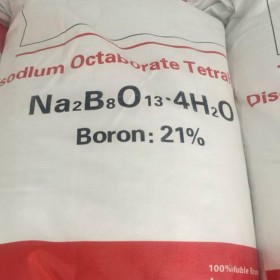 sodium Octaborate Tetra
Na₂B₈O₁₃·4H₂O
Boron: 21%
100%
Dis